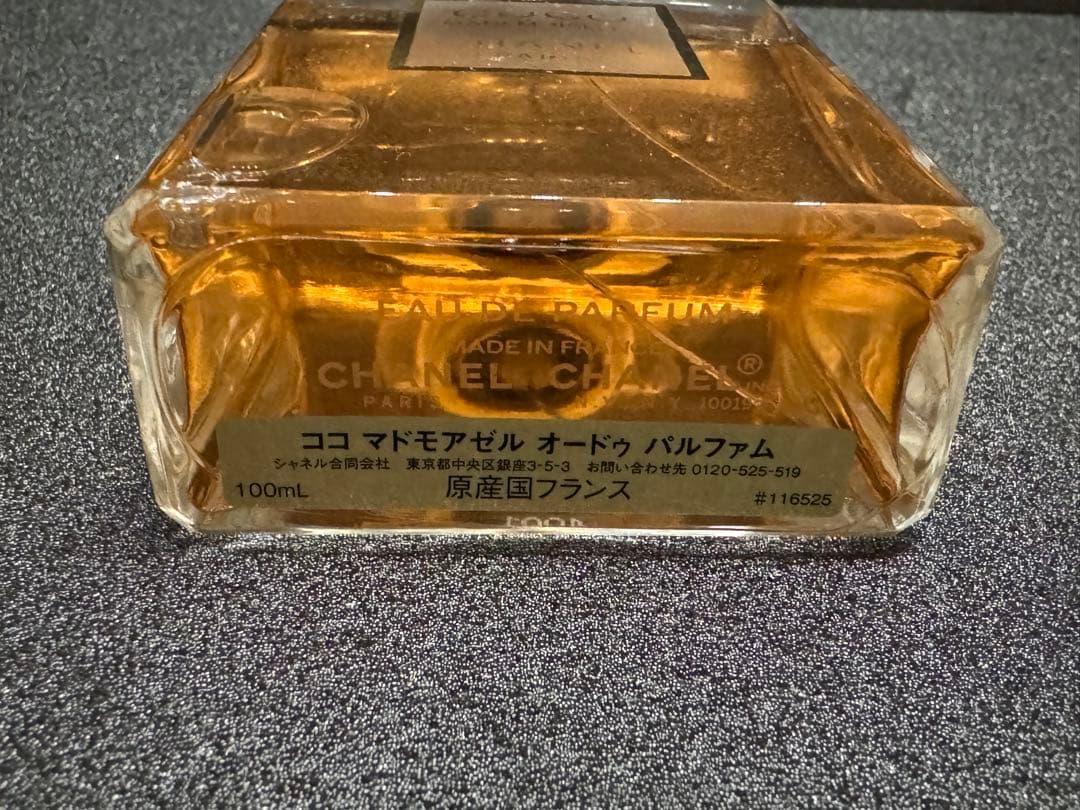 EAU DE PARFUM
MADE IN FRANCE
CHANEL CHANEL®
PARIS
ココ マドモアゼル オードゥ パルファム
シャネル合同会社 東京都中央区銀座3-5-3 お問い合わせ先 0120-525-519
100mL 原産国フランス #116525